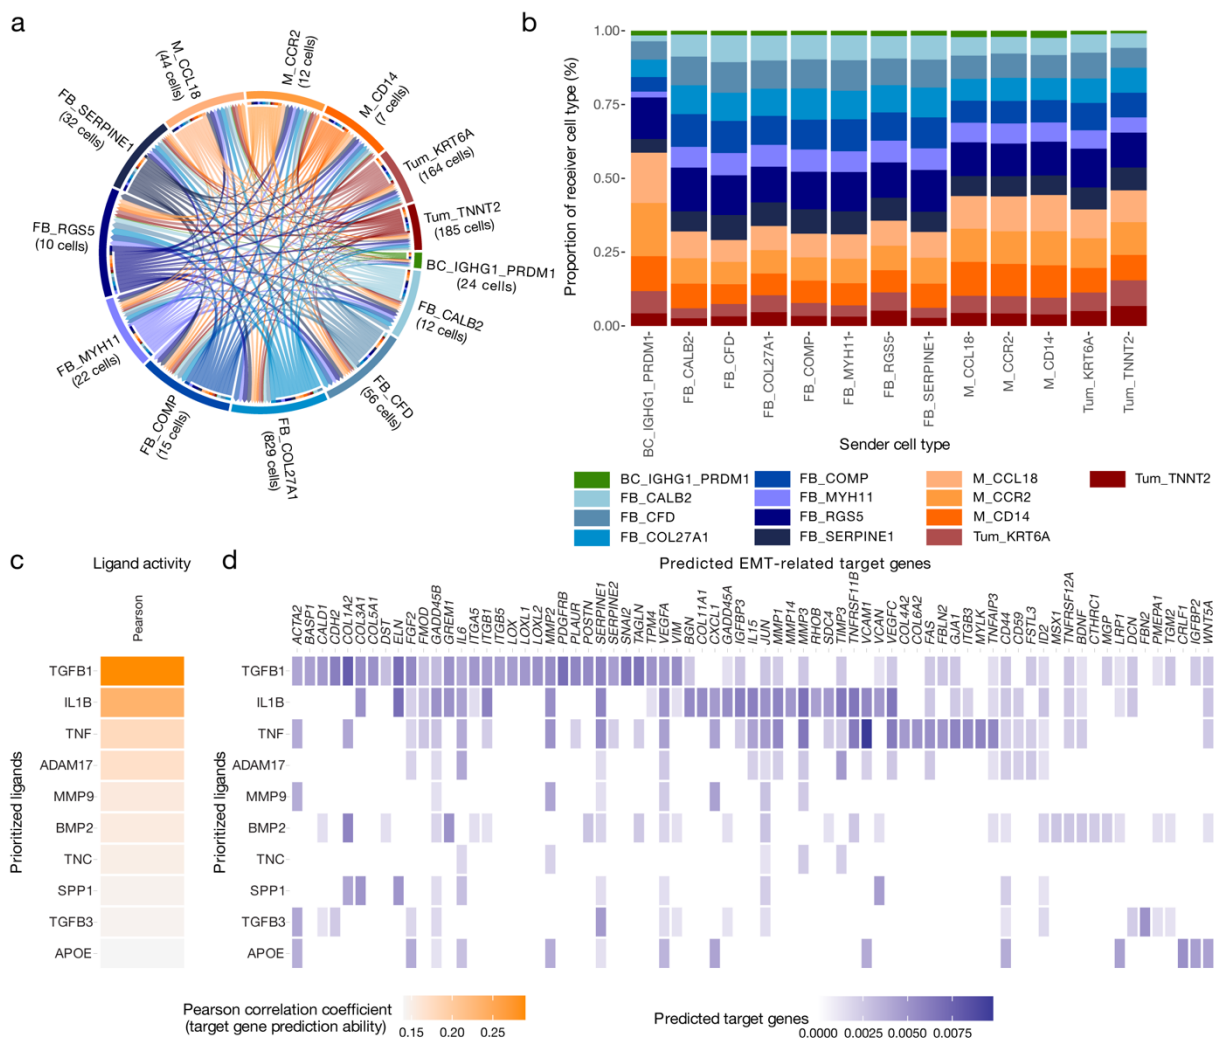 a
M_CCL18
(44 cells)
M_CCR2
(12 cells)
M_CD14
(7 cells)
Tum_KRT6A
(164 cells)
Tum_TNNT2
(185 cells)
BC_IGHG1_PRDM1
(24 cells)
FB_CALB2
(12 cells)
FB_CFD
(56 cells)
FB_COL27A1
(829 cells)
FB_COMP
(15 cells)
FB_MYH11
(22 cells)
FB_RGS5
(10 cells)
FB_SERPINE1
(32 cells)
b
Proportion of receiver cell type (%)
1.00
0.75
0.50
0.25
0.00
BC_IGHG1_PRDM1
FB_CALB2
FB_CFD
FB_COL27A1
FB_COMP
FB_MYH11
FB_RGS5
FB_SERPINE1
M_CCL18
M_CCR2
M_CD14
Tum_KRT6A
Tum_TNNT2
Sender cell type
BC_IGHG1_PRDM1
FB_CALB2
FB_CFD
FB_COL27A1
FB_COMP
FB_MYH11
FB_RGS5
FB_SERPINE1
M_CCL18
M_CCR2
M_CD14
Tum_KRT6A
Tum_TNNT2
c
Ligand activity
Pearson
Prioritized ligands
TGFB1
IL1B
TNF
ADAM17
MMP9
BMP2
TNC
SPP1
TGFB3
APOE
Pearson correlation coefficient
(target gene prediction ability)
0.15
0.20
0.25
d
Predicted EMT-related target genes
ACTA2
BASP1
CALD1
CDH2
COL1A2
COL3A1
COL5A1
DST
ELN
FGF2
FMOD
GADD45B
GREM1
IL6
ITGA5
ITGB1
ITGB5
LOX
LOXL1
LOXL2
MMP2
PDGFRB
PLAUR
POSTN
SERPINE1
SERPINE2
SNAI2
TAGLN
TPM4
VEGFA
VIM
BGN
COL11A1
CXCL1
GADD45A
IGFBP3
IL15
JUN
MMP1
MMP14
MMP3
RHOB
SDC4
TIMP3
TNFRSF11B
VCAM1
VCAN
VEGFC
COL4A2
COL6A2
FAS
FBLN2
GJA1
ITGB3
MYLK
TNFAIP3
CD44
CD59
FSTL3
ID2
MSX1
TNFRSF12A
BDNF
CTHRC1
MGP
LRP1
DCN
FBN2
PMEPA1
TGM2
CRLF1
IGFBP2
WNT5A
Prioritized ligands
TGFB1
IL1B
TNF
ADAM17
MMP9
BMP2
TNC
SPP1
TGFB3
APOE
Predicted target genes
0.0000
0.0025
0.0050
0.0075